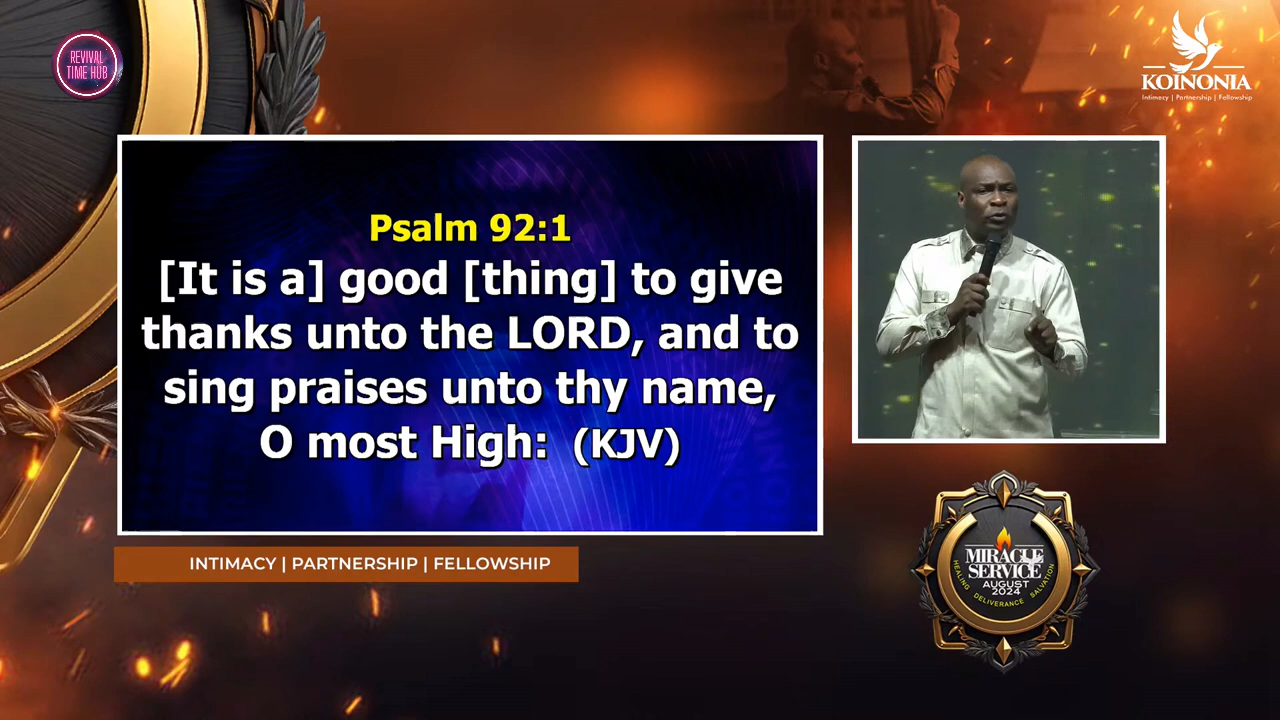 REVIVAL
TIME HUB
KOINONIA
Intimacy | Partnership | Fellowship
Psalm 92:1
[It is a] good [thing] to give
thanks unto the LORD, and to
sing praises unto thy name,
O most High: (KJV)
INTIMACY | PARTNERSHIP | FELLOWSHIP
MIRACLE
SERVICE
AUGUST
2024
HEALING DELIVERANCE SALVATION